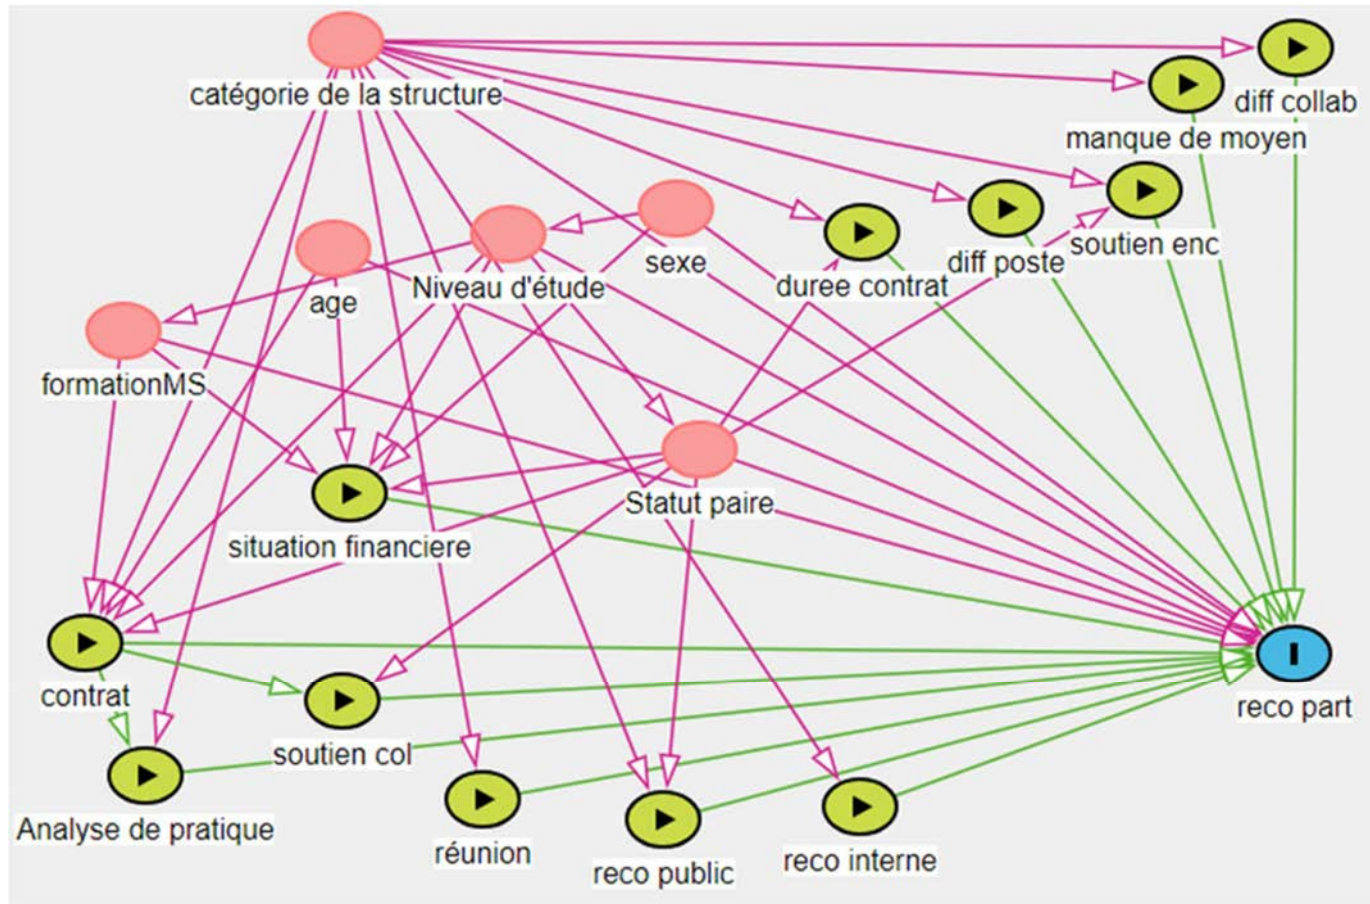 catégorie de la structure
diff collab
manque de moyen
soutien enc
diff poste
sexe
duree contrat
Niveau d'étude
age
formationMS
Statut paire
situation financiere
contrat
reco part
soutien col
Analyse de pratique
réunion
reco public
reco interne